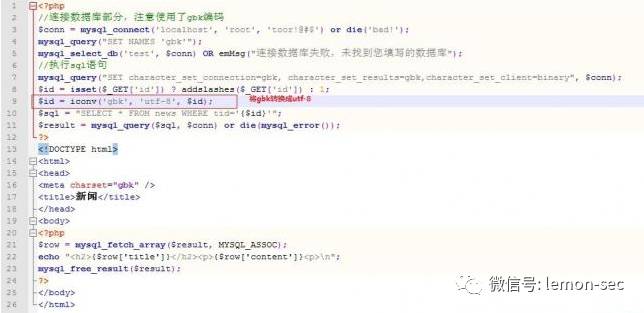 1 <?php
2 //连接数据库部分，注意使用了gbk编码
3 $conn = mysql_connect('localhost', 'root', 'toor!@#$') or die('bad!');
4 mysql_query("SET NAMES 'gbk'");
5 mysql_select_db('test', $conn) OR emMsg("连接数据库失败，未找到您填写的数据库");
6 //执行sql语句
7 mysql_query("SET character_set_connection=gbk, character_set_results=gbk,character_set_client=binary", $conn);
8 $id = isset($_GET['id']) ? addslashes($_GET['id']) : 1;
9 $id = iconv('gbk', 'utf-8', $id); 将gbk转换成utf-8
10 $sql = "SELECT * FROM news WHERE tid='{$id}'";
11 $result = mysql_query($sql, $conn) or die(mysql_error());
12 ?>
13 <!DOCTYPE html>
14 <html>
15 <head>
16 <meta charset="gbk" />
17 <title>新闻</title>
18 </head>
19 <body>
20 <?php
21 $row = mysql_fetch_array($result, MYSQL_ASSOC);
22 echo "<h2>{$row['title']}</h2><p>{$row['content']}<p>\n";
23 mysql_free_result($result);
24 ?>
25 </body>
26 </html>
微信号: lemon-sec